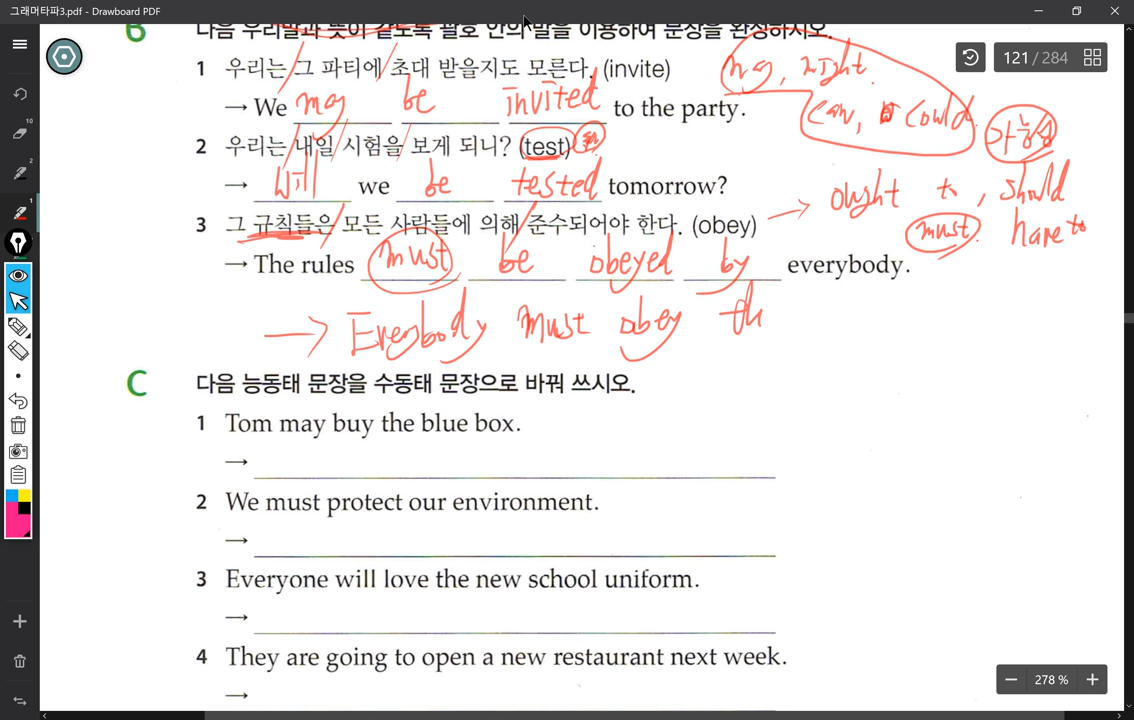 그래머타파3.pdf - Drawboard PDF
B 다음 우리말과 뜻이 같도록 괄호 안의 말을 이용하여 문장을 완성하시오.
121 / 284
1 우리는 그 파티에 초대 받을지도 모른다. (invite)
may, might
can, could
가능성
→ We may be invited to the party.
2 우리는 내일 시험을 보게 되니? (test)
→ will we be tested tomorrow?
ought to, should
must have to
3 그 규칙들은 모든 사람들에 의해 준수되어야 한다. (obey)
→ The rules must be obeyed by everybody.
→ Everybody must obey th
C 다음 능동태 문장을 수동태 문장으로 바꿔 쓰시오.
1 Tom may buy the blue box.
→
2 We must protect our environment.
→
3 Everyone will love the new school uniform.
→
4 They are going to open a new restaurant next week.
→
278 %
10
2
1